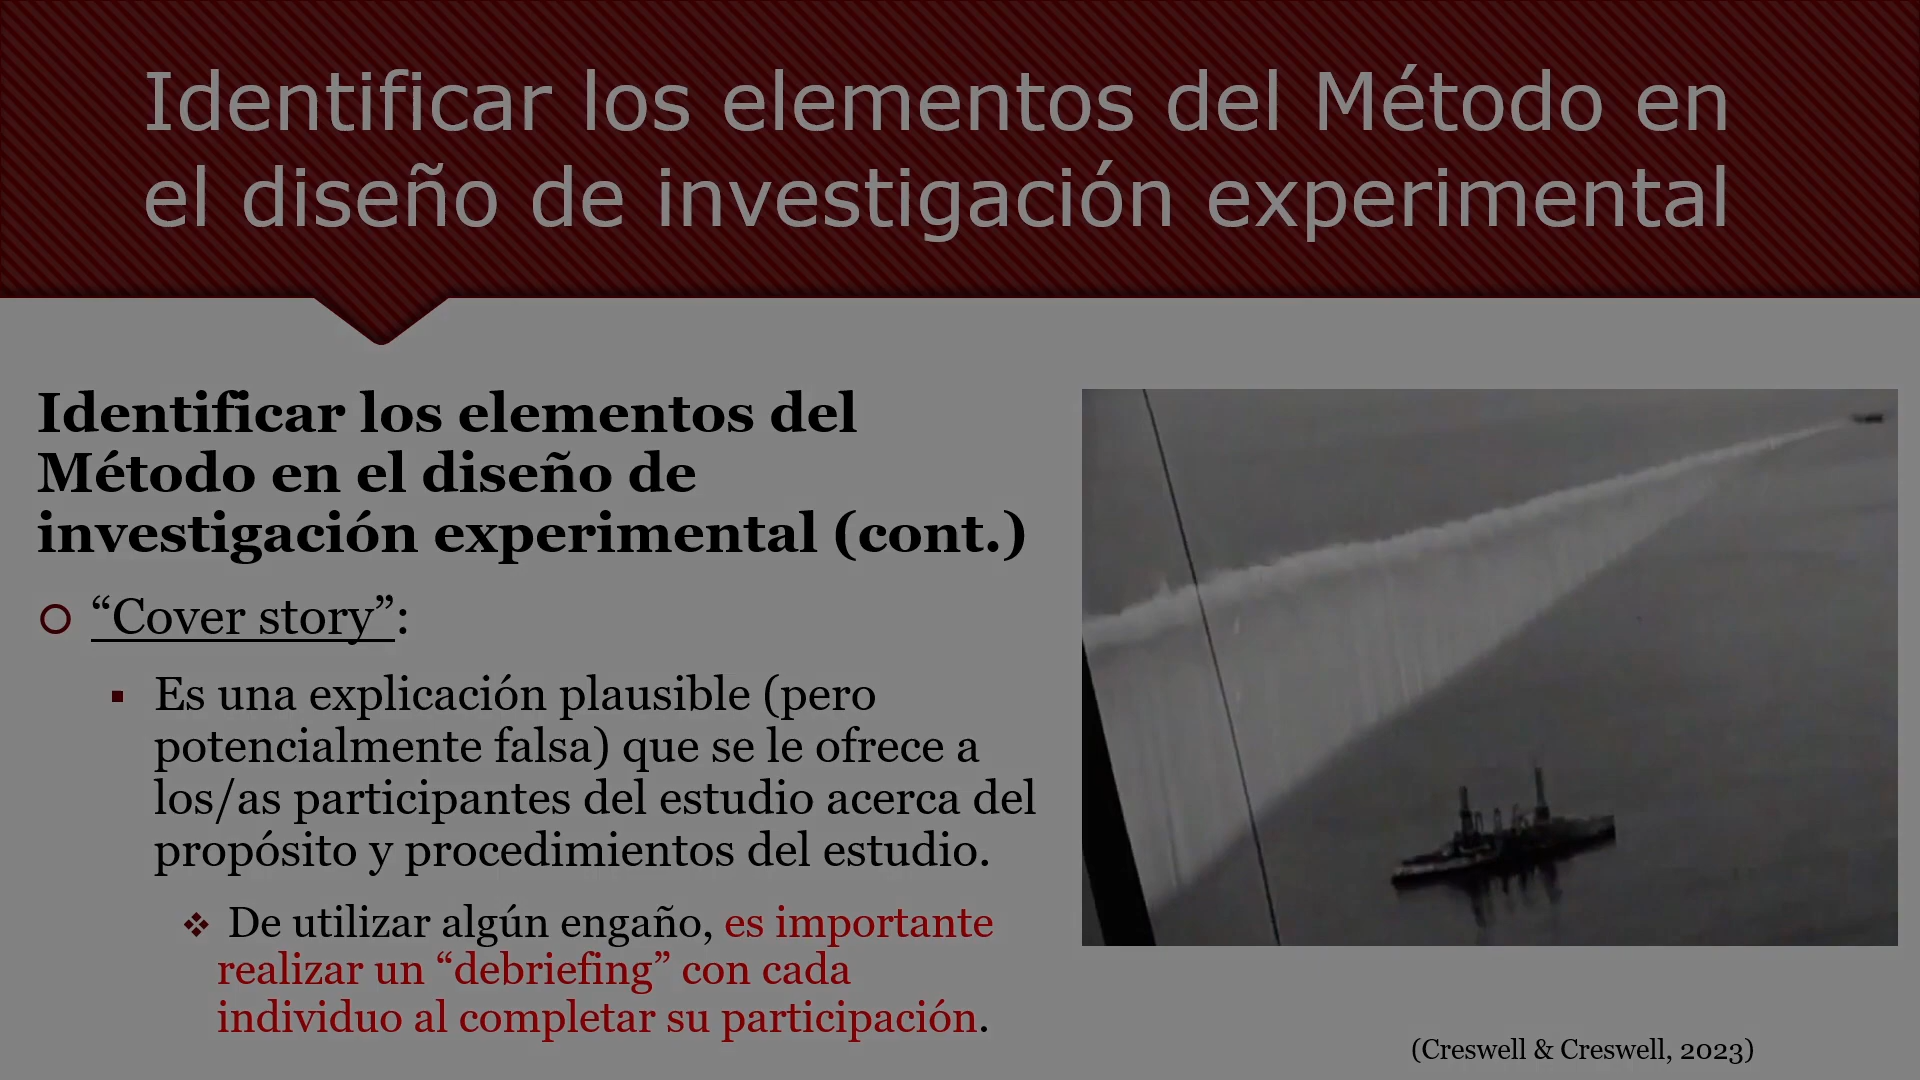 Identificar los elementos del Método en
el diseño de investigación experimental
Identificar los elementos del
Método en el diseño de
investigación experimental (cont.)
“Cover story”:
Es una explicación plausible (pero
potencialmente falsa) que se le ofrece a
los/as participantes del estudio acerca del
propósito y procedimientos del estudio.
De utilizar algún engaño, es importante
realizar un “debriefing” con cada
individuo al completar su participación.
(Creswell & Creswell, 2023)